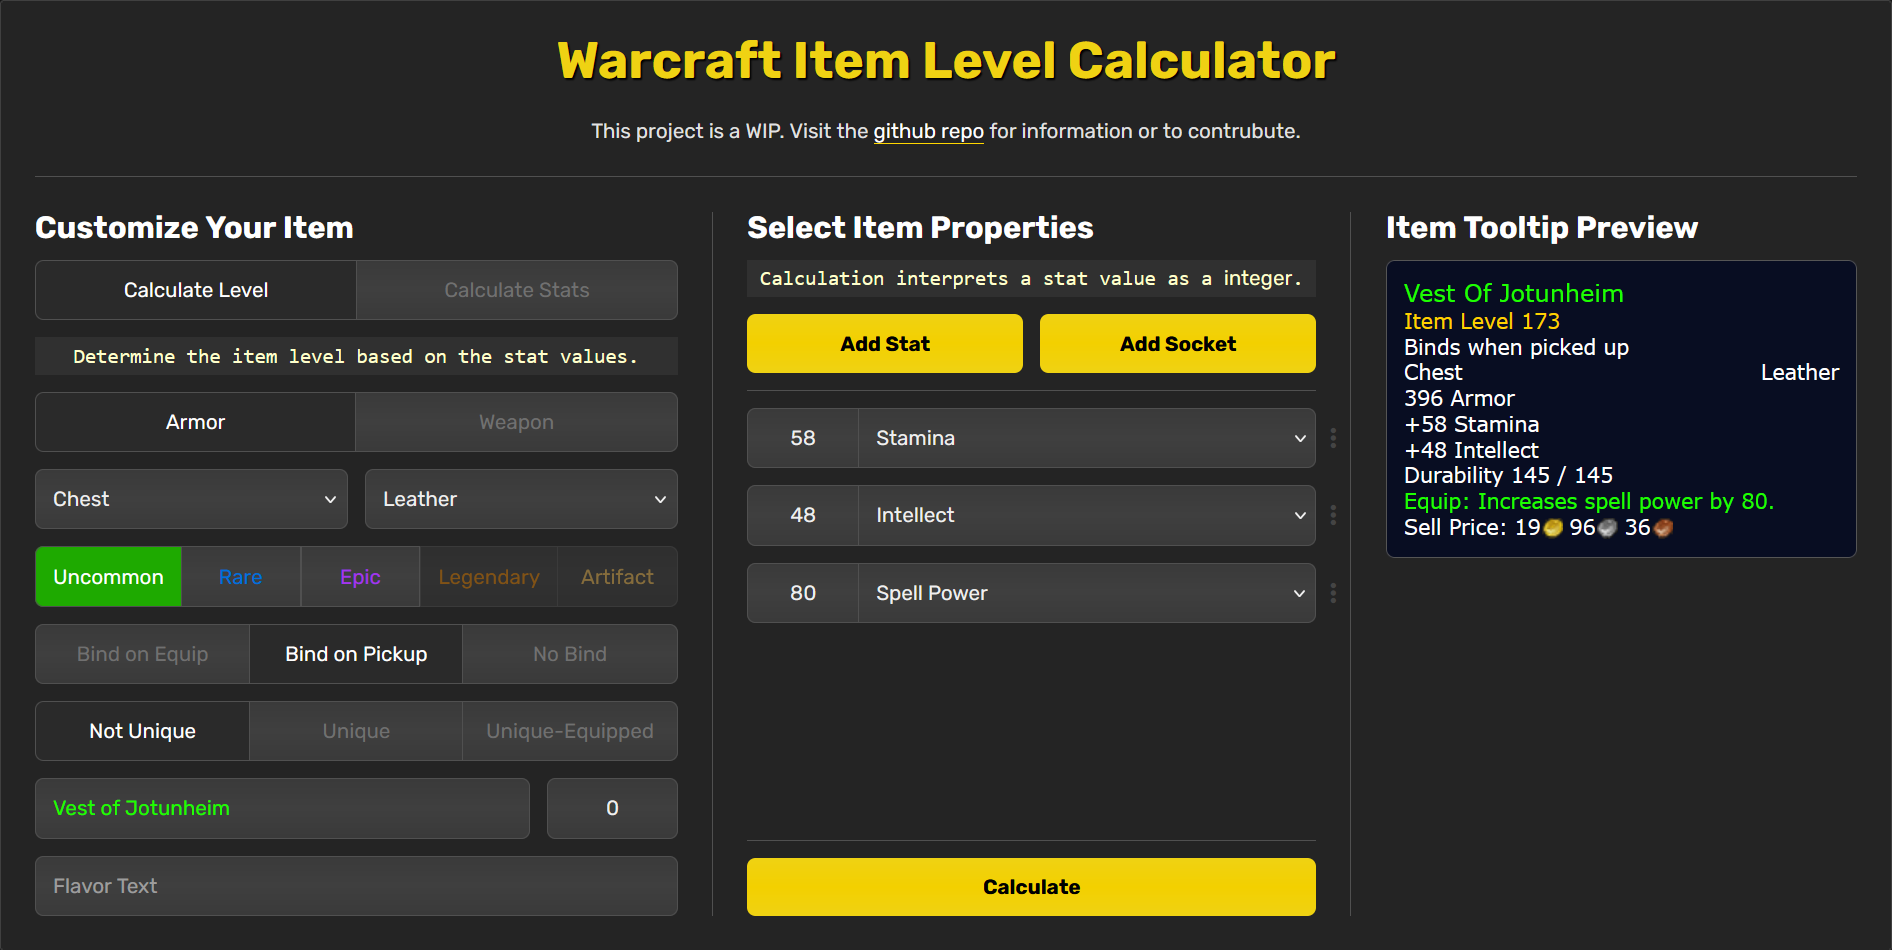 Warcraft Item Level Calculator
This project is a WIP. Visit the github repo for information or to contrubute.
Customize Your Item
Calculate Level Calculate Stats
Determine the item level based on the stat values.
Armor Weapon
Chest Leather
Uncommon Rare Epic Legendary Artifact
Bind on Equip Bind on Pickup No Bind
Not Unique Unique Unique-Equipped
Vest of Jotunheim 0
Flavor Text
Select Item Properties
Calculation interprets a stat value as a integer.
Add Stat Add Socket
58 Stamina
48 Intellect
80 Spell Power
Calculate
Item Tooltip Preview
Vest Of Jotunheim
Item Level 173
Binds when picked up
Chest Leather
396 Armor
+58 Stamina
+48 Intellect
Durability 145 / 145
Equip: Increases spell power by 80.
Sell Price: 19 96 36